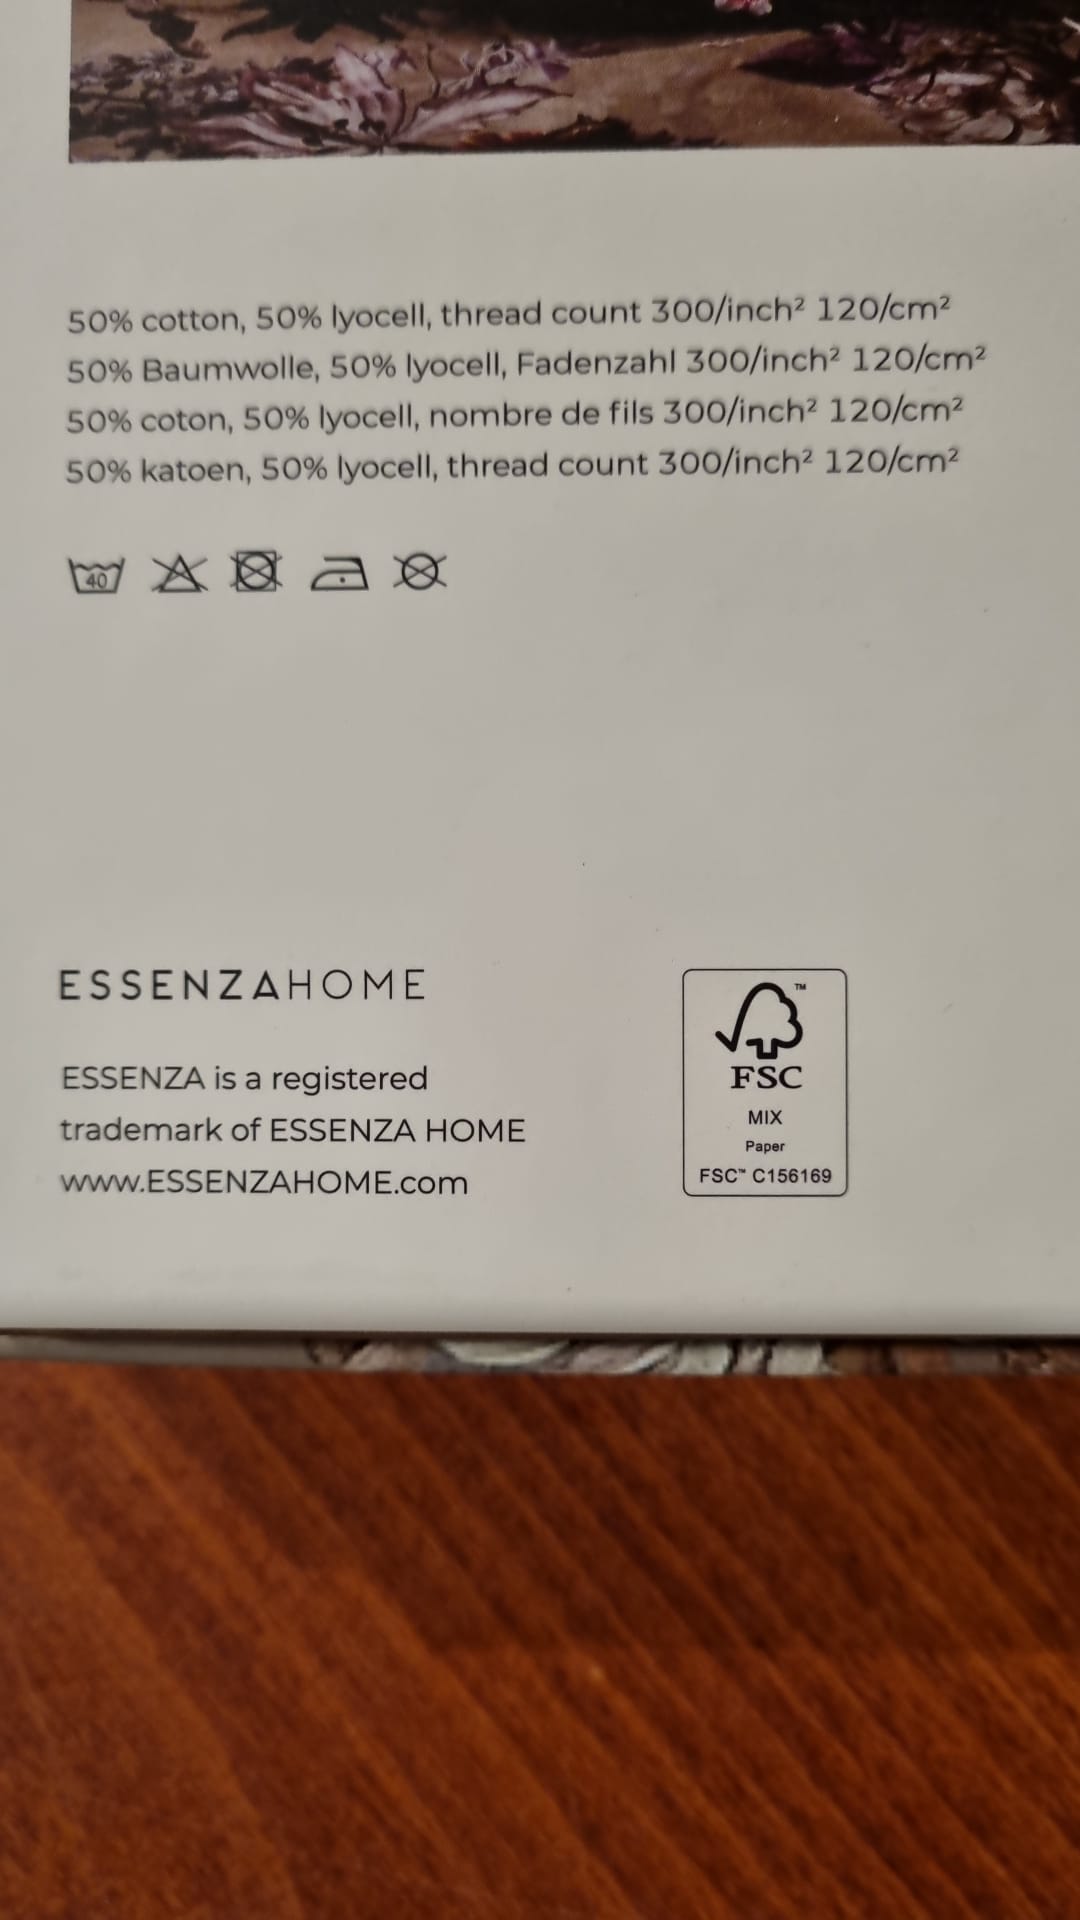 50% cotton, 50% lyocell, thread count 300/inch² 120/cm²
50% Baumwolle, 50% lyocell, Fadenzahl 300/inch² 120/cm²
50% coton, 50% lyocell, nombre de fils 300/inch² 120/cm²
50% katoen, 50% lyocell, thread count 300/inch² 120/cm²
40
ESSENZAHOME
ESSENZA is a registered
trademark of ESSENZA HOME
www.ESSENZAHOME.com
™
FSC
MIX
Paper
FSC™ C156169